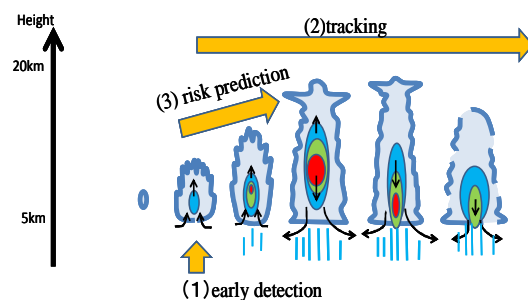 Height
(2)tracking
20km
(3) risk prediction
5km
(1)early detection